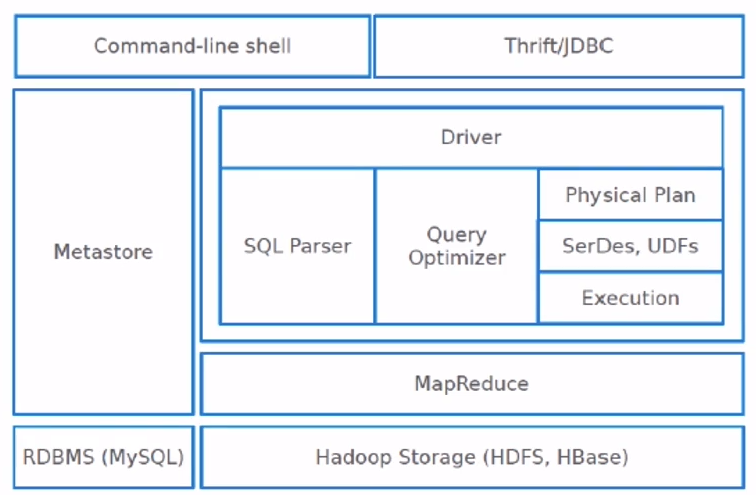 Command-line shell
Thrift/JDBC
Metastore
Driver
SQL Parser
Query
Optimizer
Physical Plan
SerDes, UDFs
Execution
MapReduce
RDBMS (MySQL)
Hadoop Storage (HDFS, HBase)